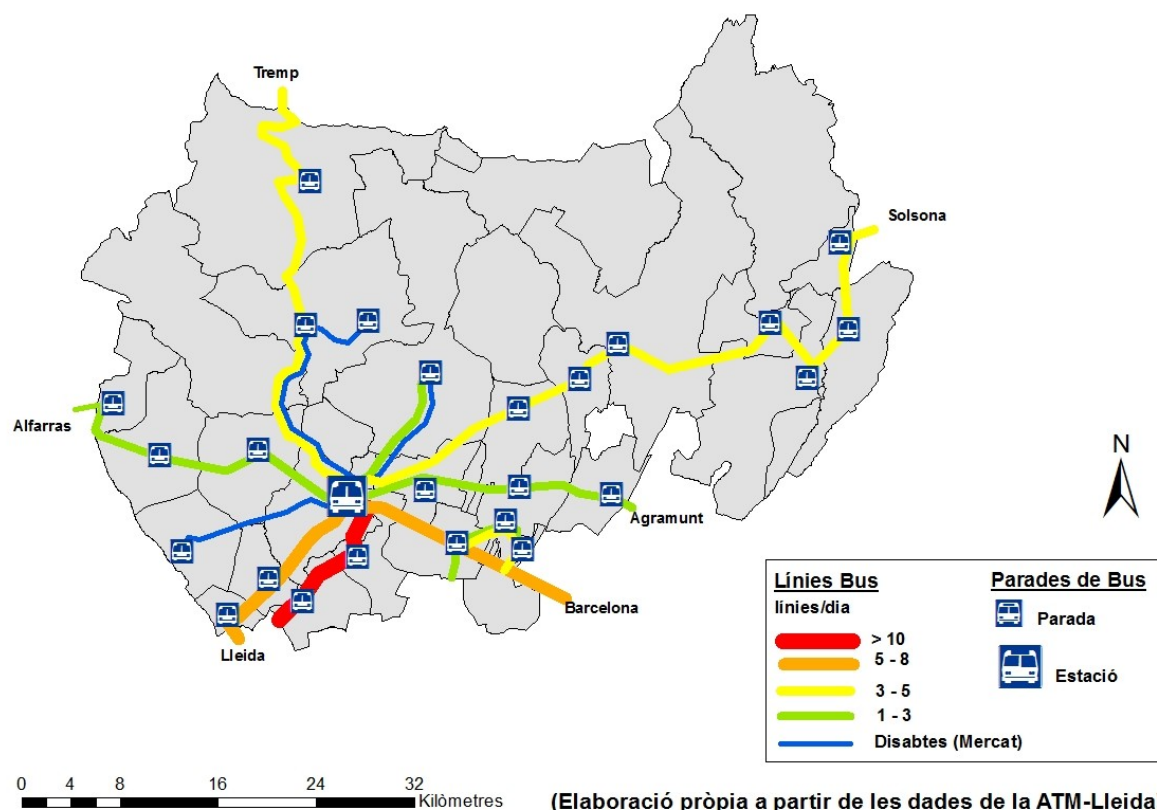 Tremp
Solsona
Alfarras
Agramunt
Barcelona
Lleida
N
Línies Bus
línies/dia
> 10
5 - 8
3 - 5
1 - 3
Disabtes (Mercat)
Parades de Bus
Parada
Estació
0 4 8 16 24 32
Kilòmetres
(Elaboració pròpia a partir de les dades de la ATM-Lleida)